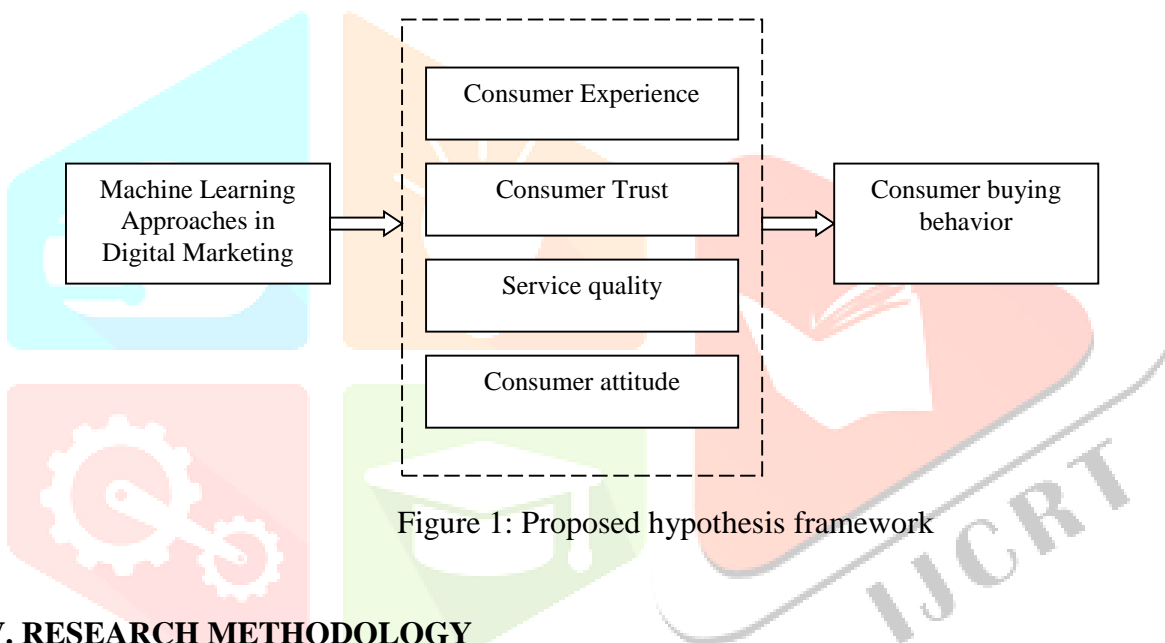 Consumer Experience
Machine Learning
Approaches in
Digital Marketing
Consumer Trust
Service quality
Consumer attitude
Consumer buying
behavior
Figure 1: Proposed hypothesis framework
IJCRT
. RESEARCH METHODOLOGY